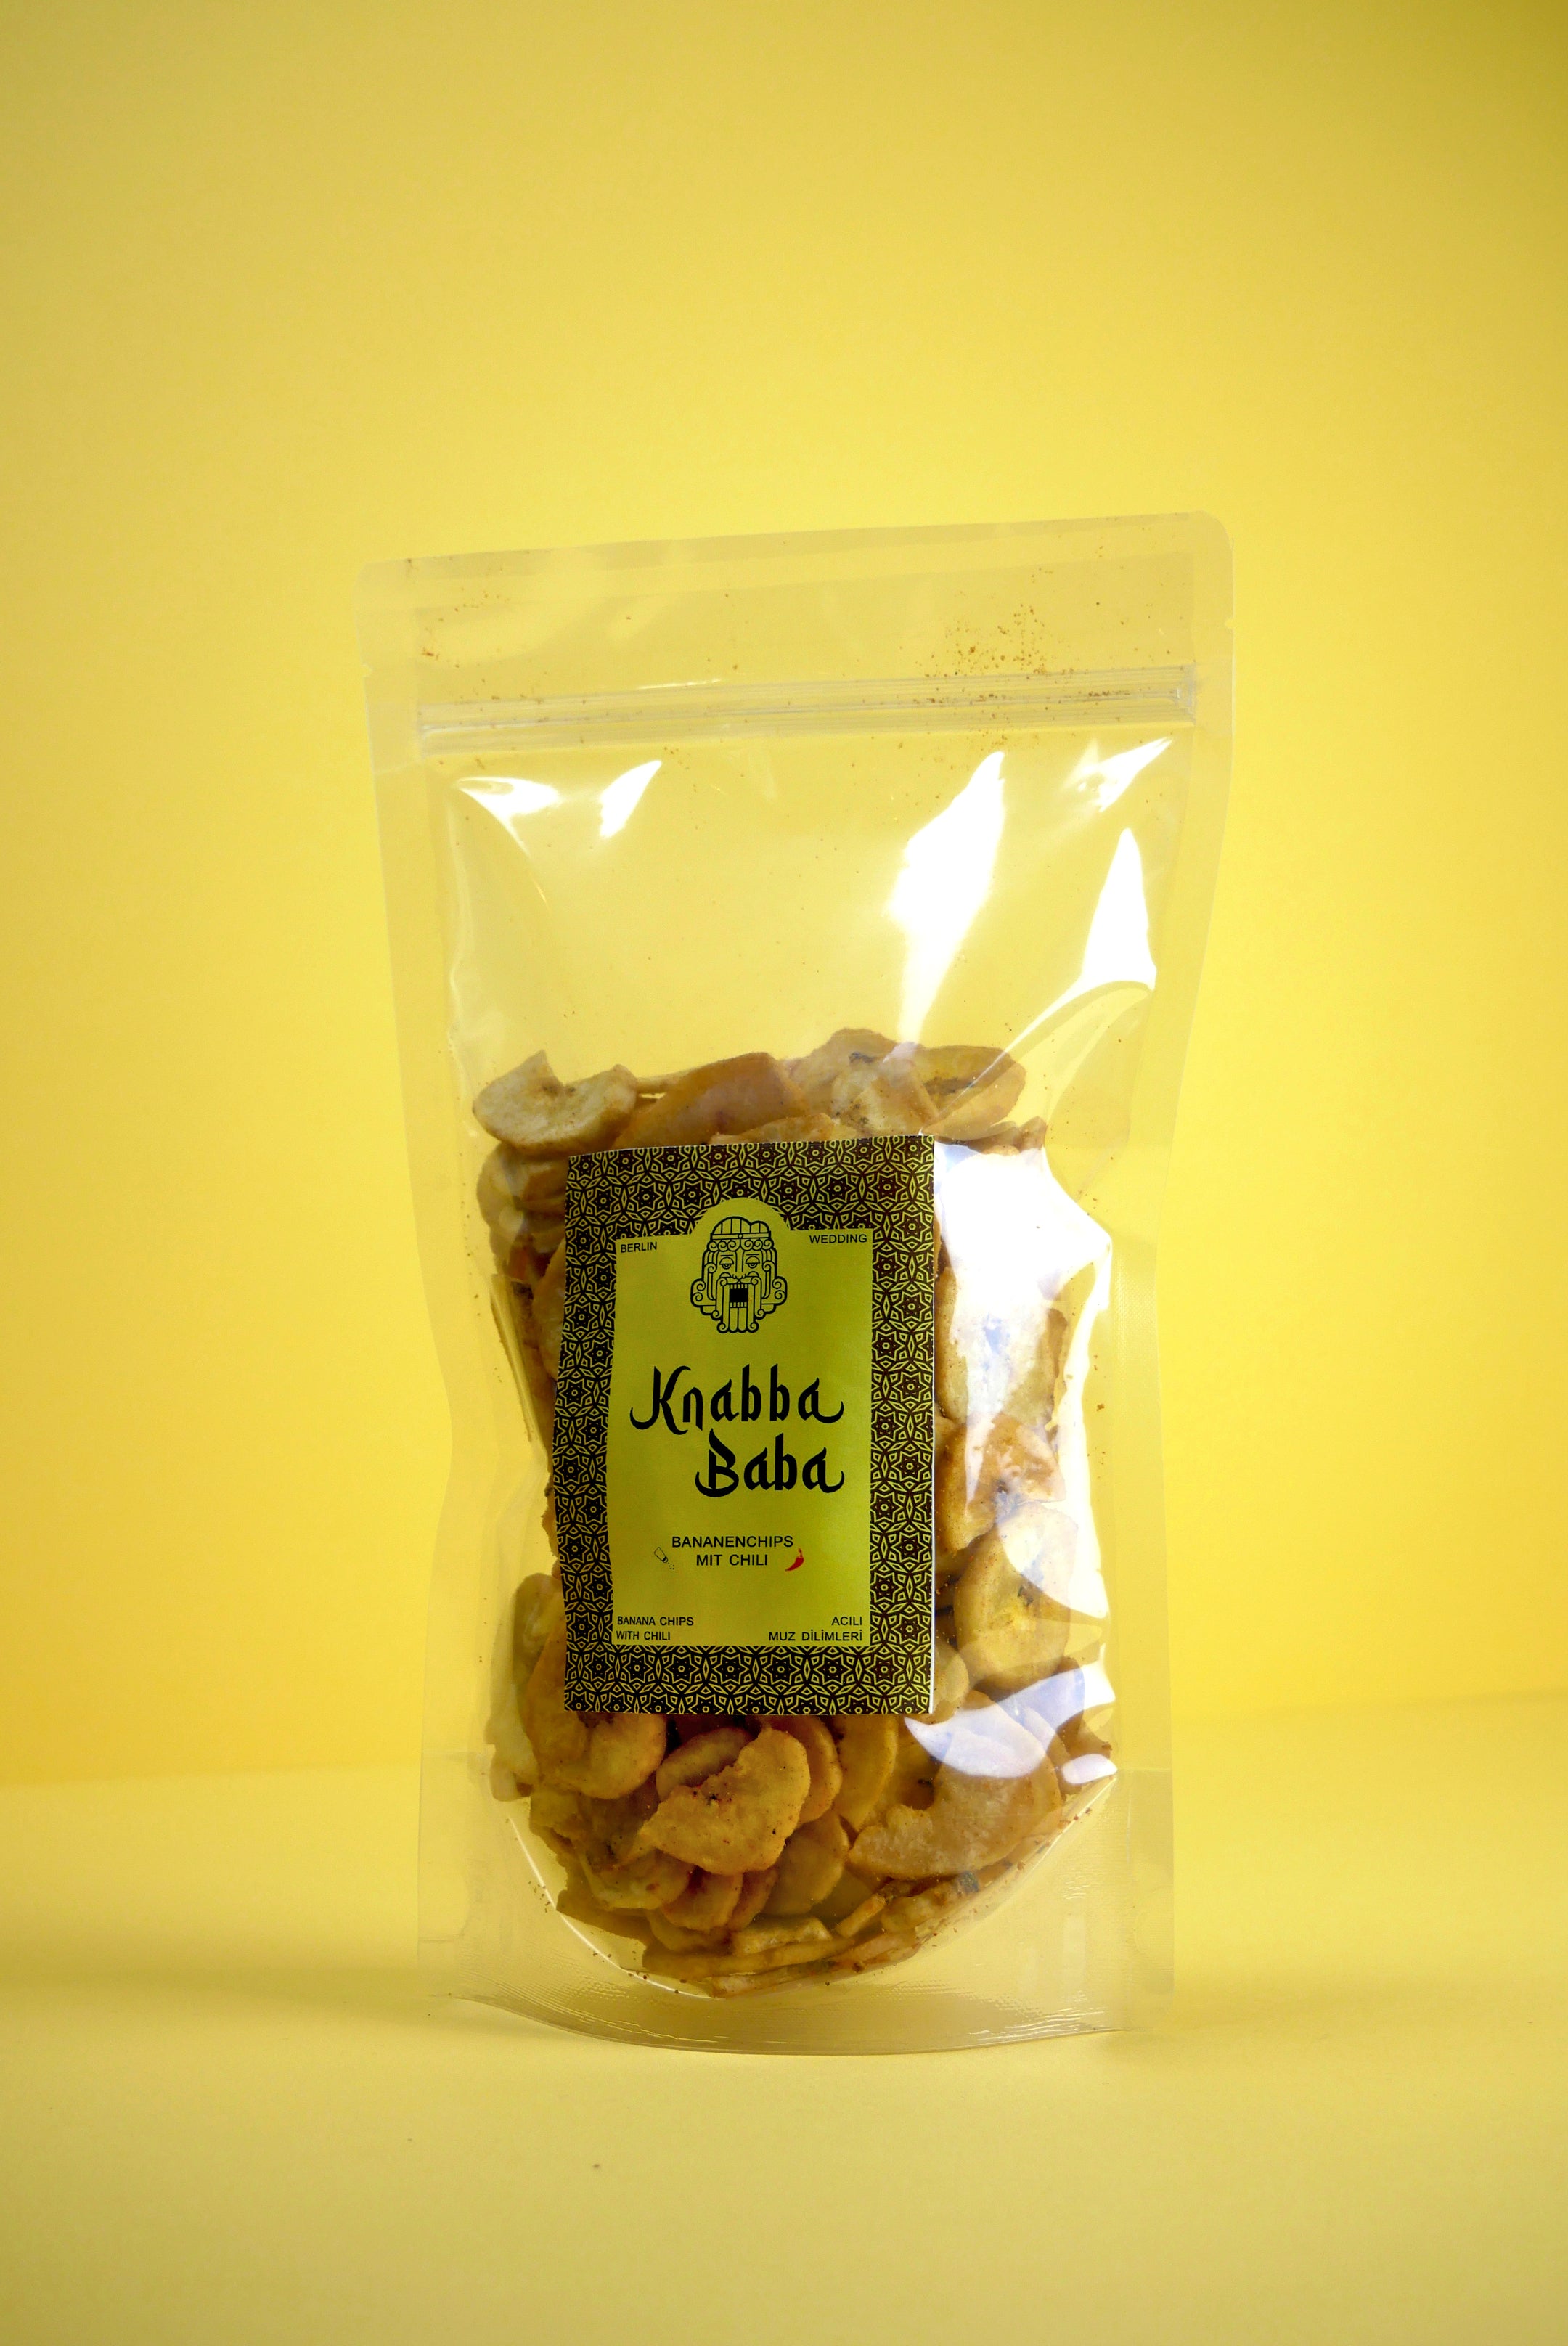 BERLIN
WEDDING
Knabba
Baba
BANANENCHIPS
MIT CHILI
BANANA CHIPS
WITH CHILI
ACILI
MUZ DİLİMLERİ